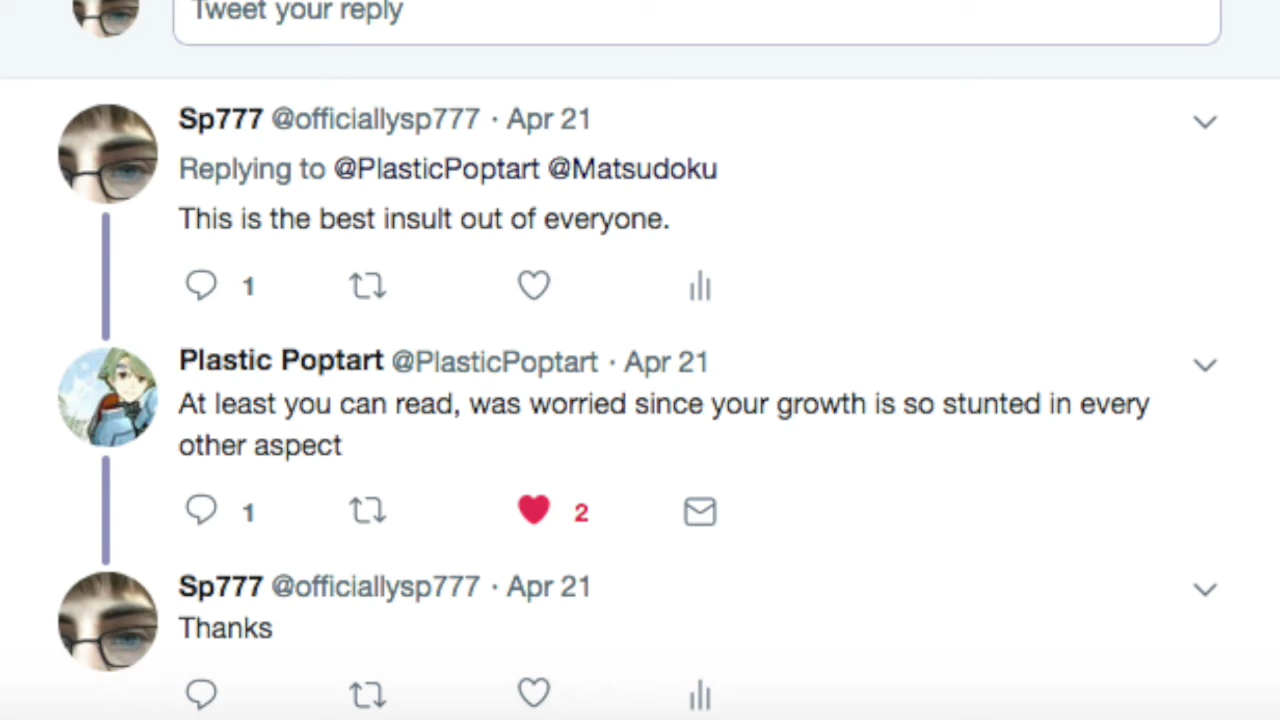 Tweet your reply
Sp777 @officiallysp777 · Apr 21
Replying to @PlasticPoptart @Matsudoku
This is the best insult out of everyone.
1
Plastic Poptart @PlasticPoptart · Apr 21
At least you can read, was worried since your growth is so stunted in every
other aspect
1 2
Sp777 @officiallysp777 · Apr 21
Thanks